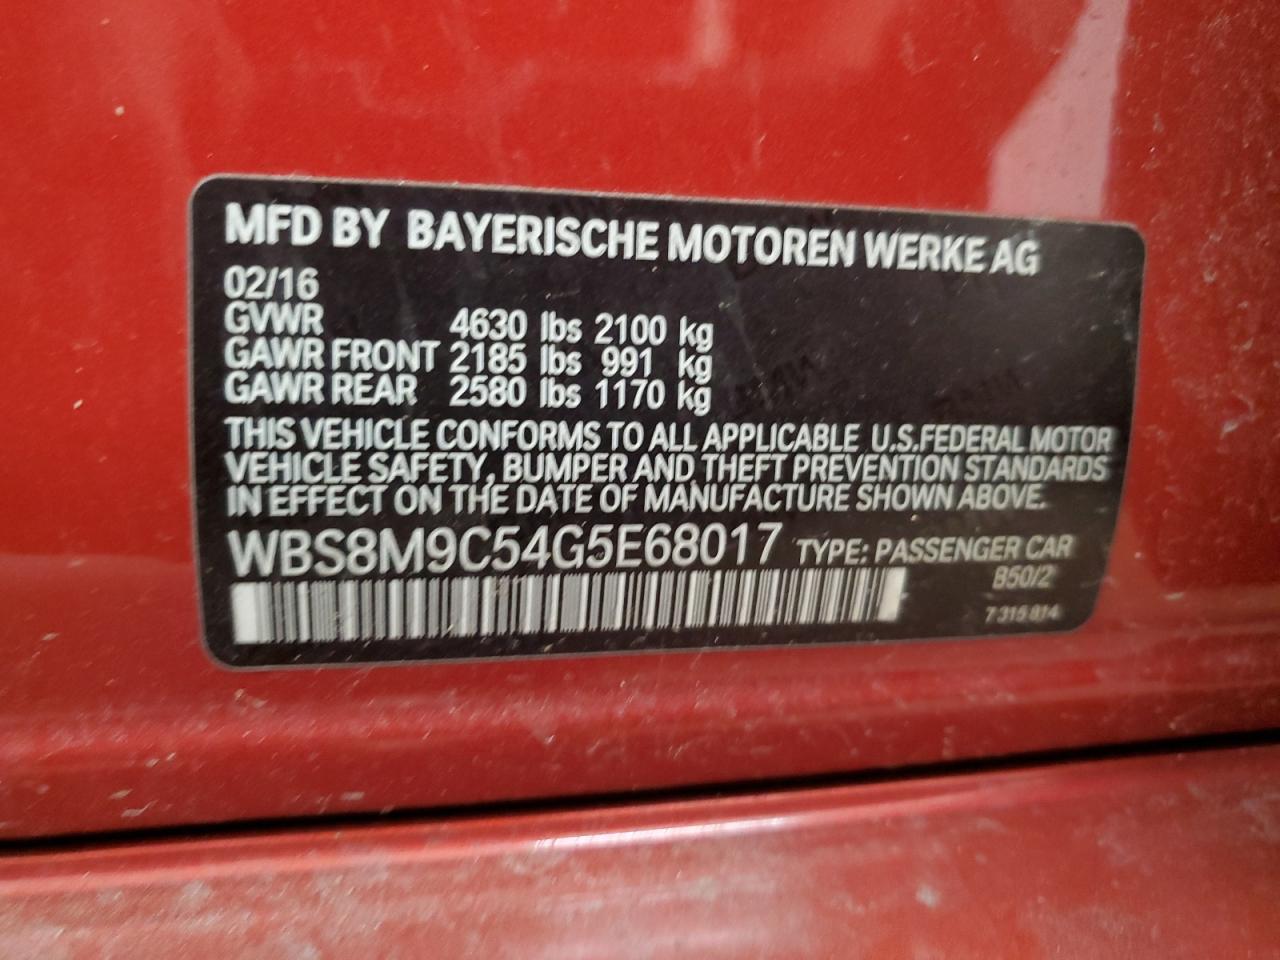 MFD BY BAYERISCHE MOTOREN WERKE AG
02/16
GVWR 4630 lbs 2100 kg
GAWR FRONT 2185 lbs 991 kg
GAWR REAR 2580 lbs 1170 kg
THIS VEHICLE CONFORMS TO ALL APPLICABLE U.S.FEDERAL MOTOR
VEHICLE SAFETY, BUMPER AND THEFT PREVENTION STANDARDS
IN EFFECT ON THE DATE OF MANUFACTURE SHOWN ABOVE.
WBS8M9C54G5E68017 TYPE: PASSENGER CAR
B50/2
7 315 814